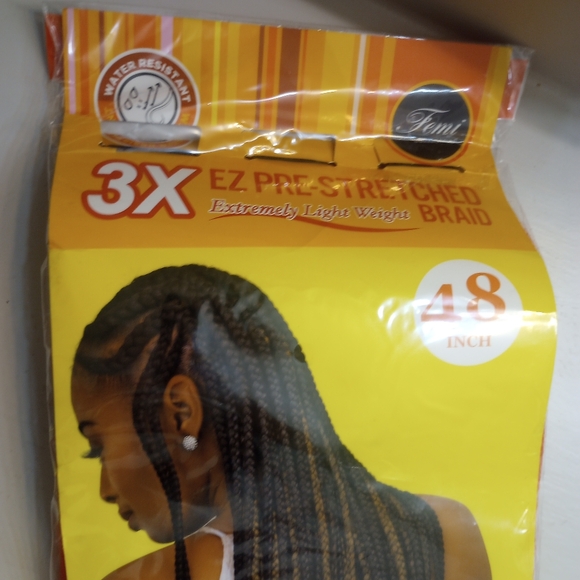 WATER RESISTANT
Femi
3X
EZ PRE-STRETCHED
Extremely Light Weight
BRAID
48
INCH